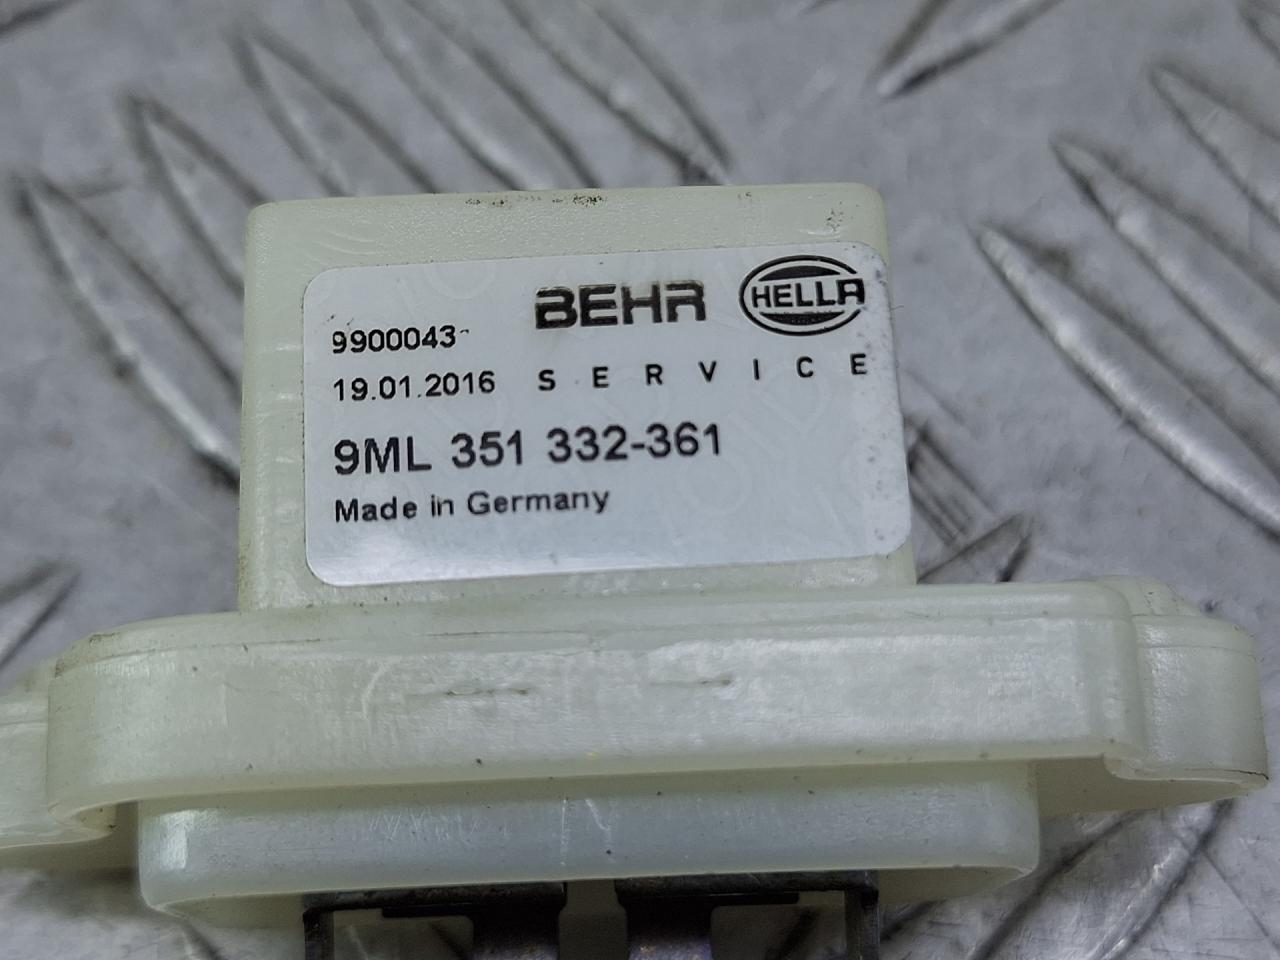 BEHR HELLA
9900043
19.01.2016 SERVICE
9ML 351 332-361
Made in Germany